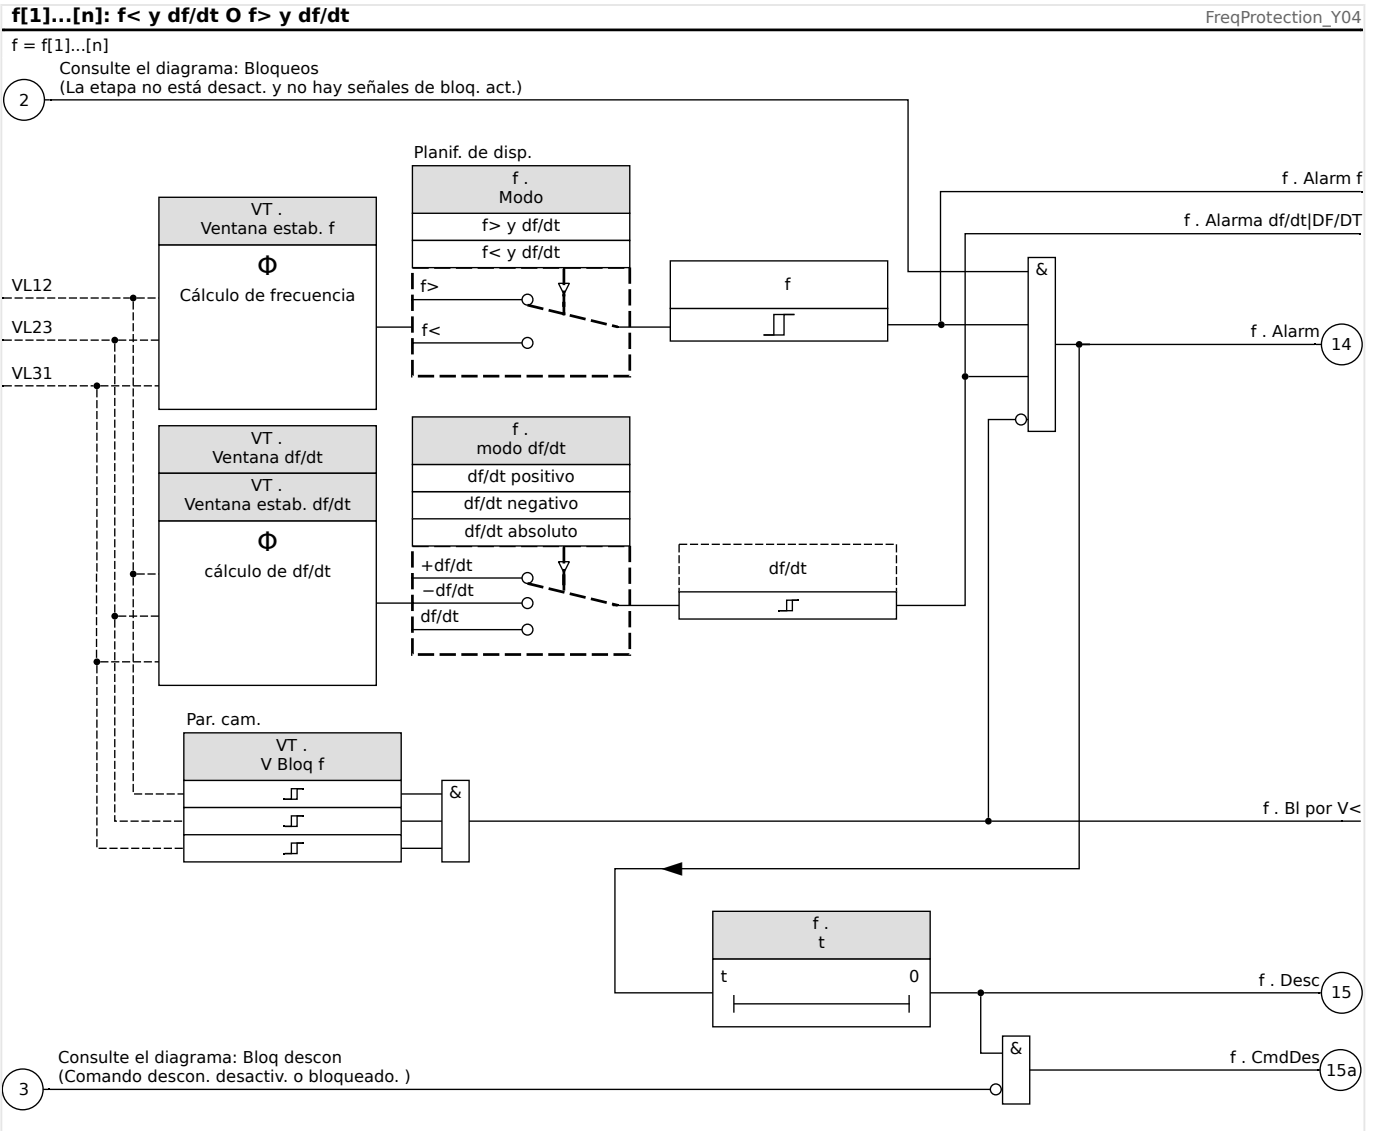 f[1]...[n]: f< y df/dt O f> y df/dt
FreqProtection_Y04
f = f[1]...[n]
Consulte el diagrama: Bloqueos
(La etapa no está desact. y no hay señales de bloq. act.)
2
Planif. de disp.
f .
Modo
f> y df/dt
f< y df/dt
f>
f<
VT .
Ventana estab. f
Φ
Cálculo de frecuencia
VL12
VL23
VL31
f
&
f . Alarm f
f . Alarma df/dt|DF/DT
f . Alarm
14
VT .
Ventana df/dt
VT .
Ventana estab. df/dt
Φ
cálculo de df/dt
f .
modo df/dt
df/dt positivo
df/dt negativo
df/dt absoluto
+df/dt
−df/dt
df/dt
df/dt
Par. cam.
VT .
V Bloq f
&
f . Bl por V<
f .
t
t 0
f . Desc
15
Consulte el diagrama: Bloq descon
(Comando descon. desactiv. o bloqueado. )
3
&
f . CmdDes
15a